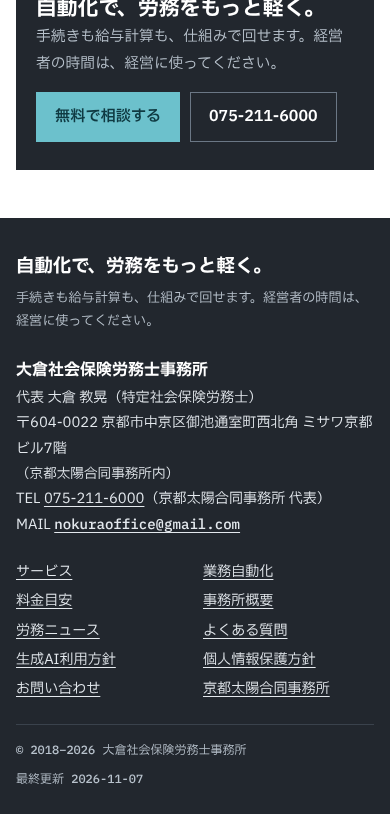 自動化で、労務をもっと軽く。
手続きも給与計算も、仕組みで回せます。経営
者の時間は、経営に使ってください。
無料で相談する
075-211-6000
自動化で、労務をもっと軽く。
手続きも給与計算も、仕組みで回せます。経営者の時間は、
経営に使ってください。
大倉社会保険労務士事務所
代表 大倉 教晃（特定社会保険労務士）
〒604-0022 京都市中京区御池通室町西北角 ミサワ京都
ビル7階
（京都太陽合同事務所内）
TEL 075-211-6000（京都太陽合同事務所 代表）
MAIL nokuraoffice@gmail.com
サービス
業務自動化
料金目安
事務所概要
労務ニュース
よくある質問
生成AI利用方針
個人情報保護方針
お問い合わせ
京都太陽合同事務所
© 2018–2026 大倉社会保険労務士事務所
最終更新 2026-11-07